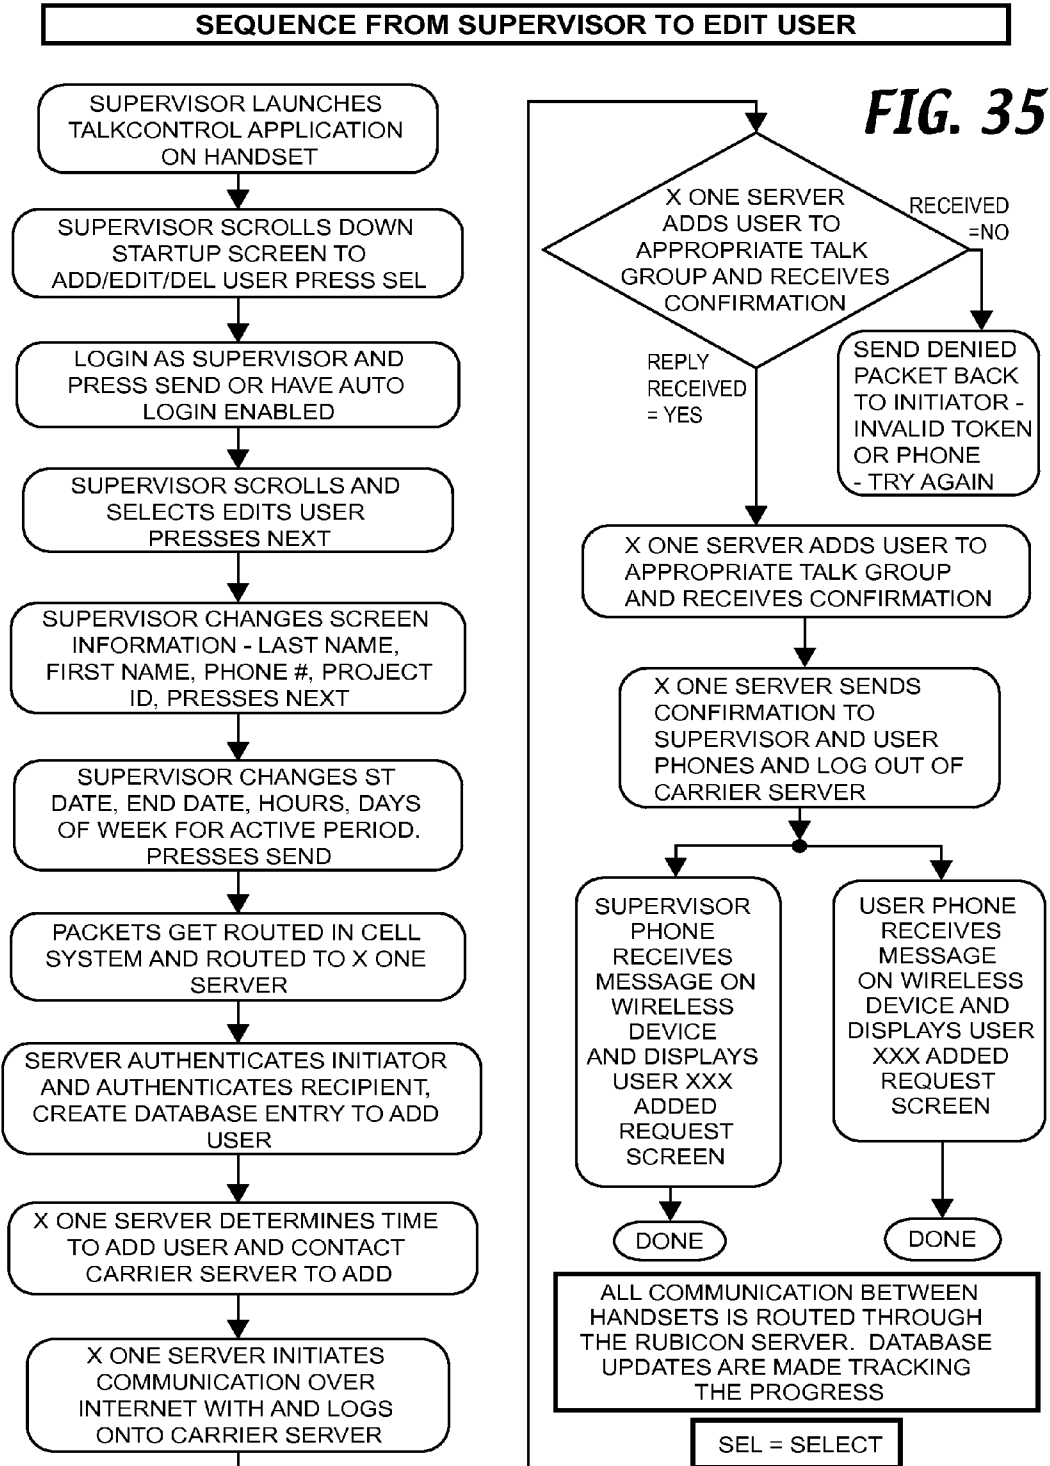 SEQUENCE FROM SUPERVISOR TO EDIT USER
FIG. 35
SUPERVISOR LAUNCHES
TALKCONTROL APPLICATION
ON HANDSET
SUPERVISOR SCROLLS DOWN
STARTUP SCREEN TO
ADD/EDIT/DEL USER PRESS SEL
LOGIN AS SUPERVISOR AND
PRESS SEND OR HAVE AUTO
LOGIN ENABLED
SUPERVISOR SCROLLS AND
SELECTS EDITS USER
PRESSES NEXT
SUPERVISOR CHANGES SCREEN
INFORMATION - LAST NAME,
FIRST NAME, PHONE #, PROJECT
ID, PRESSES NEXT
SUPERVISOR CHANGES ST
DATE, END DATE, HOURS, DAYS
OF WEEK FOR ACTIVE PERIOD.
PRESSES SEND
PACKETS GET ROUTED IN CELL
SYSTEM AND ROUTED TO X ONE
SERVER
SERVER AUTHENTICATES INITIATOR
AND AUTHENTICATES RECIPIENT,
CREATE DATABASE ENTRY TO ADD
USER
X ONE SERVER DETERMINES TIME
TO ADD USER AND CONTACT
CARRIER SERVER TO ADD
X ONE SERVER INITIATES
COMMUNICATION OVER
INTERNET WITH AND LOGS
ONTO CARRIER SERVER
X ONE SERVER
ADDS USER TO
APPROPRIATE TALK
GROUP AND RECEIVES
CONFIRMATION
RECEIVED
=NO
SEND DENIED
PACKET BACK
TO INITIATOR -
INVALID TOKEN
OR PHONE
- TRY AGAIN
REPLY
RECEIVED
= YES
X ONE SERVER ADDS USER TO
APPROPRIATE TALK GROUP
AND RECEIVES CONFIRMATION
X ONE SERVER SENDS
CONFIRMATION TO
SUPERVISOR AND USER
PHONES AND LOG OUT OF
CARRIER SERVER
SUPERVISOR
PHONE
RECEIVES
MESSAGE ON
WIRELESS
DEVICE
AND DISPLAYS
USER XXX
ADDED
REQUEST
SCREEN
DONE
USER PHONE
RECEIVES
MESSAGE
ON WIRELESS
DEVICE AND
DISPLAYS USER
XXX ADDED
REQUEST
SCREEN
DONE
ALL COMMUNICATION BETWEEN
HANDSETS IS ROUTED THROUGH
THE RUBICON SERVER. DATABASE
UPDATES ARE MADE TRACKING
THE PROGRESS
SEL = SELECT